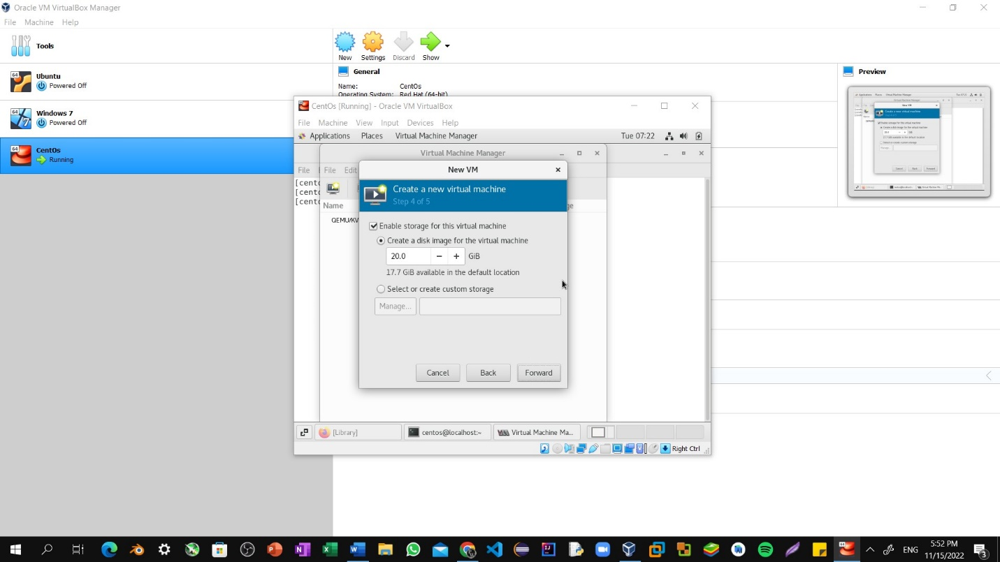 Oracle VM VirtualBox Manager
File Machine Help
Tools
New Settings Discard Show
64 Ubuntu
Powered Off
64 Windows 7
Powered Off
64 CentOs
Running
General
Name: CentOs
Operating System: Red Hat (64-bit)
Preview
CentOs [Running] - Oracle VM VirtualBox
File Machine View Input Devices Help
Applications Places Virtual Machine Manager Tue 07:22
Virtual Machine Manager
File Edit
File
[cento
[cento
[cento
Name
QEMU/KV
New VM
Create a new virtual machine
Step 4 of 5
Enable storage for this virtual machine
Create a disk image for the virtual machine
20.0 − + GiB
17.7 GiB available in the default location
Select or create custom storage
Manage...
Cancel Back Forward
[Library] centos@localhost:~ Virtual Machine Ma...
Right Ctrl
ENG
5:52 PM
11/15/2022
3